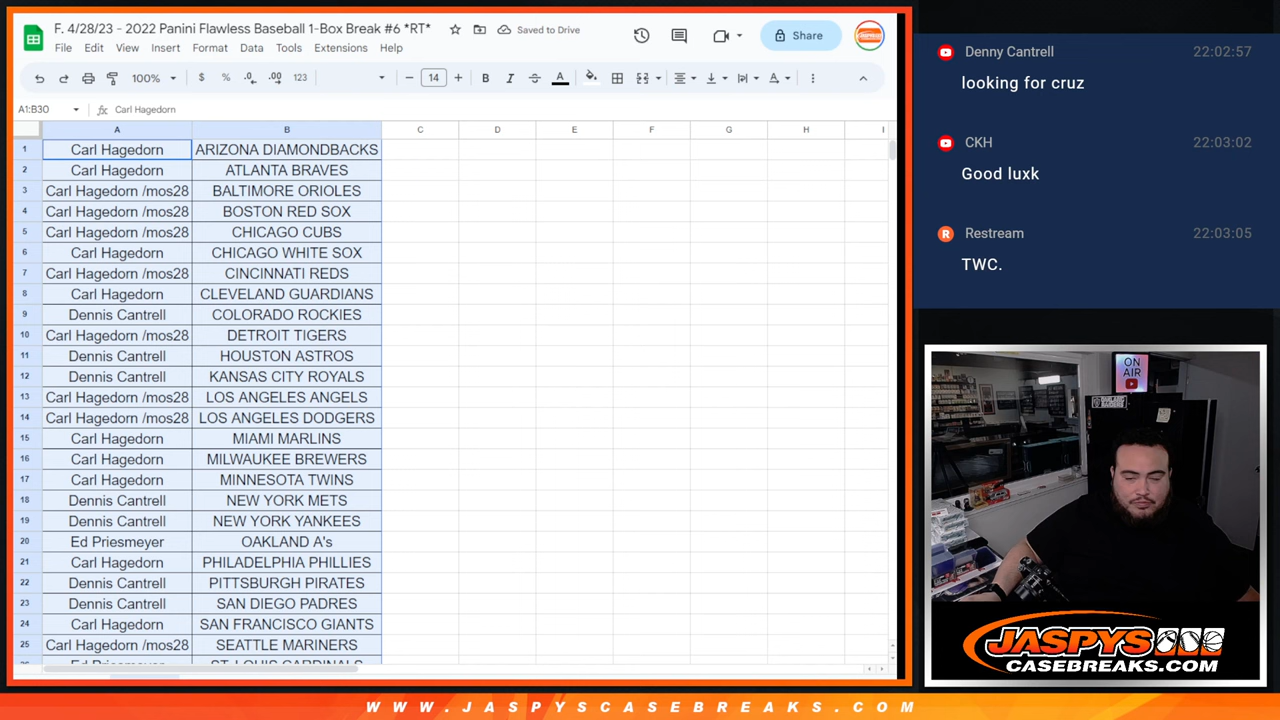 F. 4/28/23 - 2022 Panini Flawless Baseball 1-Box Break #6 *RT*
Saved to Drive
Share
File Edit View Insert Format Data Tools Extensions Help
100% $ % .0 .00 123 14 B I A
A1:B30 fx Carl Hagedorn
A B C D E F G H I
1 Carl Hagedorn ARIZONA DIAMONDBACKS
2 Carl Hagedorn ATLANTA BRAVES
3 Carl Hagedorn /mos28 BALTIMORE ORIOLES
4 Carl Hagedorn /mos28 BOSTON RED SOX
5 Carl Hagedorn /mos28 CHICAGO CUBS
6 Carl Hagedorn CHICAGO WHITE SOX
7 Carl Hagedorn /mos28 CINCINNATI REDS
8 Carl Hagedorn CLEVELAND GUARDIANS
9 Dennis Cantrell COLORADO ROCKIES
10 Carl Hagedorn /mos28 DETROIT TIGERS
11 Dennis Cantrell HOUSTON ASTROS
12 Dennis Cantrell KANSAS CITY ROYALS
13 Carl Hagedorn /mos28 LOS ANGELES ANGELS
14 Carl Hagedorn /mos28 LOS ANGELES DODGERS
15 Carl Hagedorn MIAMI MARLINS
16 Carl Hagedorn MILWAUKEE BREWERS
17 Carl Hagedorn MINNESOTA TWINS
18 Dennis Cantrell NEW YORK METS
19 Dennis Cantrell NEW YORK YANKEES
20 Ed Priesmeyer OAKLAND A's
21 Carl Hagedorn PHILADELPHIA PHILLIES
22 Dennis Cantrell PITTSBURGH PIRATES
23 Dennis Cantrell SAN DIEGO PADRES
24 Carl Hagedorn SAN FRANCISCO GIANTS
25 Carl Hagedorn /mos28 SEATTLE MARINERS
Ed Priesmeyer ST. LOUIS CARDINALS
Denny Cantrell 22:02:57
looking for cruz
CKH 22:03:02
Good luxk
Restream 22:03:05
TWC.
ON
AIR
JASPYS
CASEBREAKS.COM
WWW.JASPYSCASEBREAKS.COM